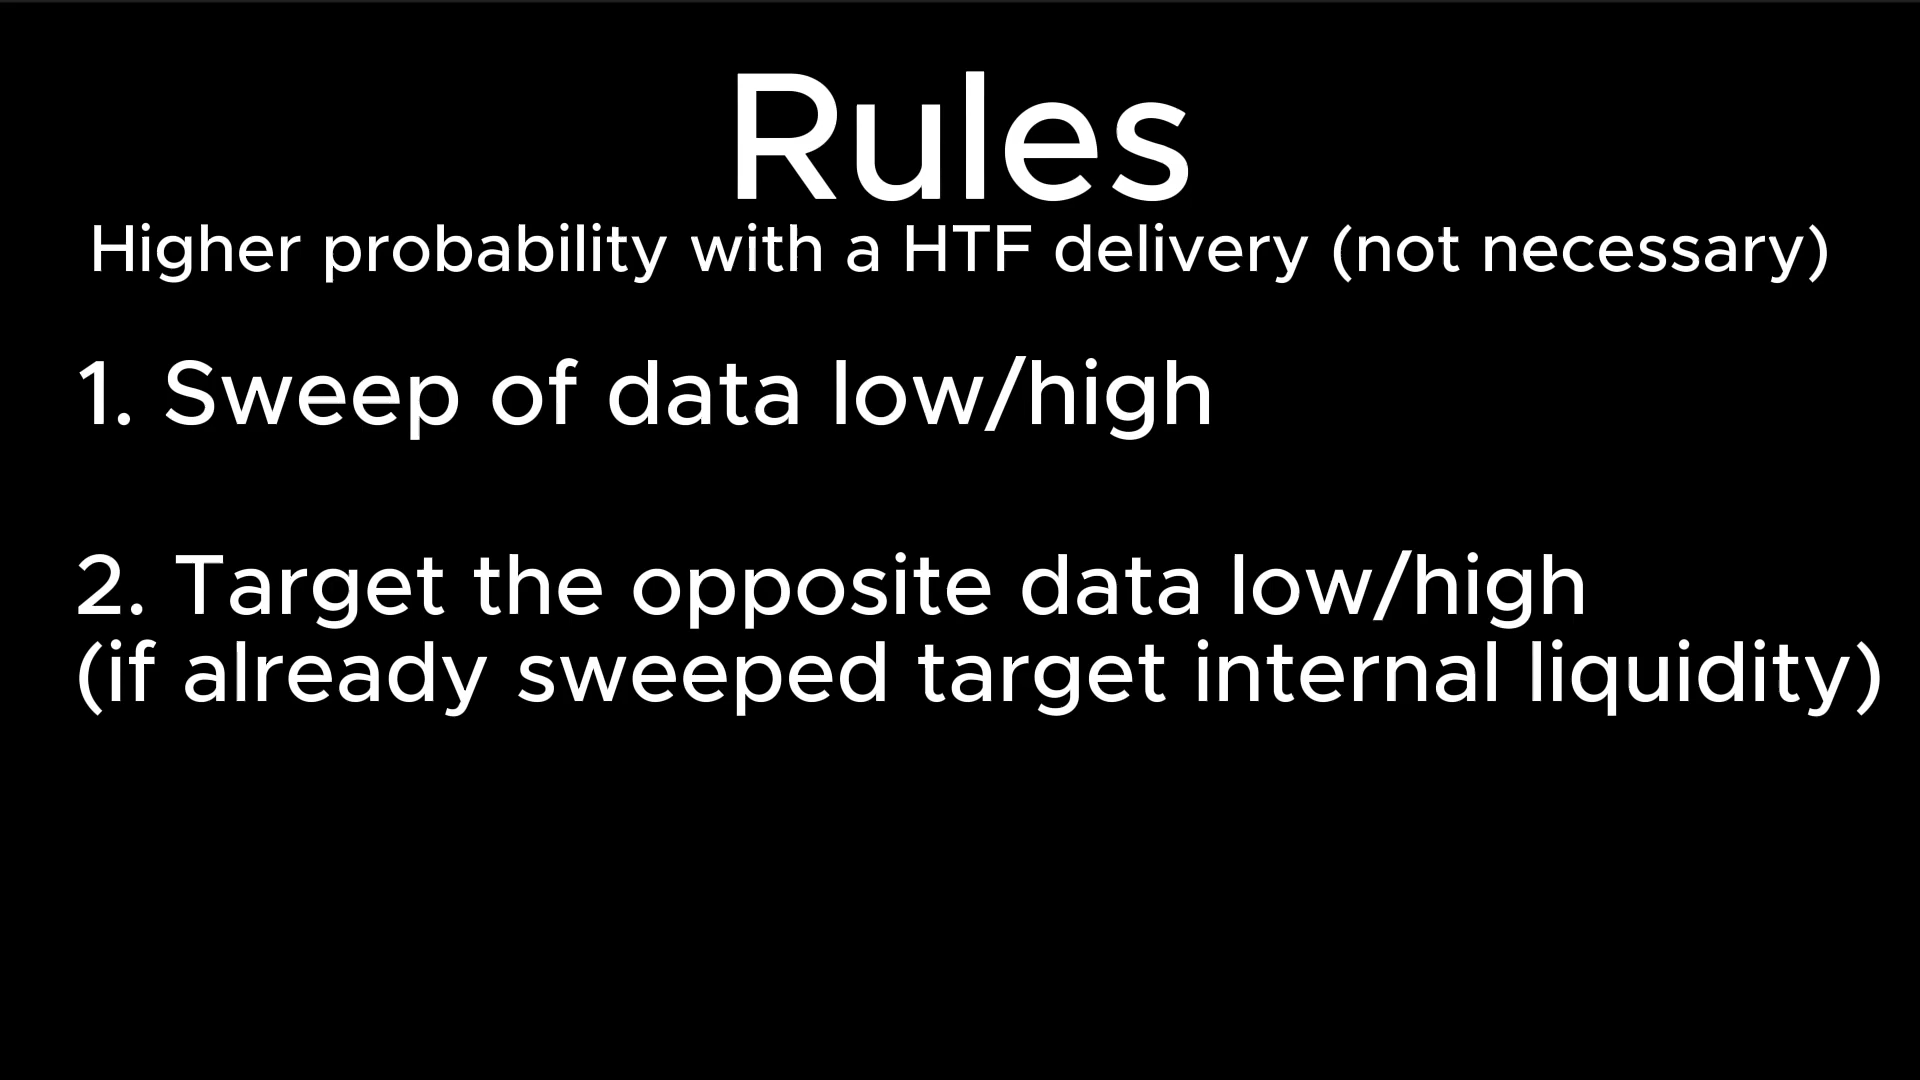 Rules
Higher probability with a HTF delivery (not necessary)
1. Sweep of data low/high
2. Target the opposite data low/high
(if already sweeped target internal liquidity)